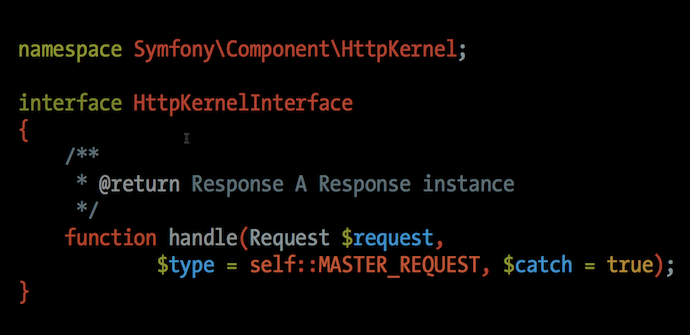 namespace Symfony\Component\HttpKernel;
interface HttpKernelInterface
{
/**
* @return Response A Response instance
*/
function handle(Request $request,
$type = self::MASTER_REQUEST, $catch = true);
}